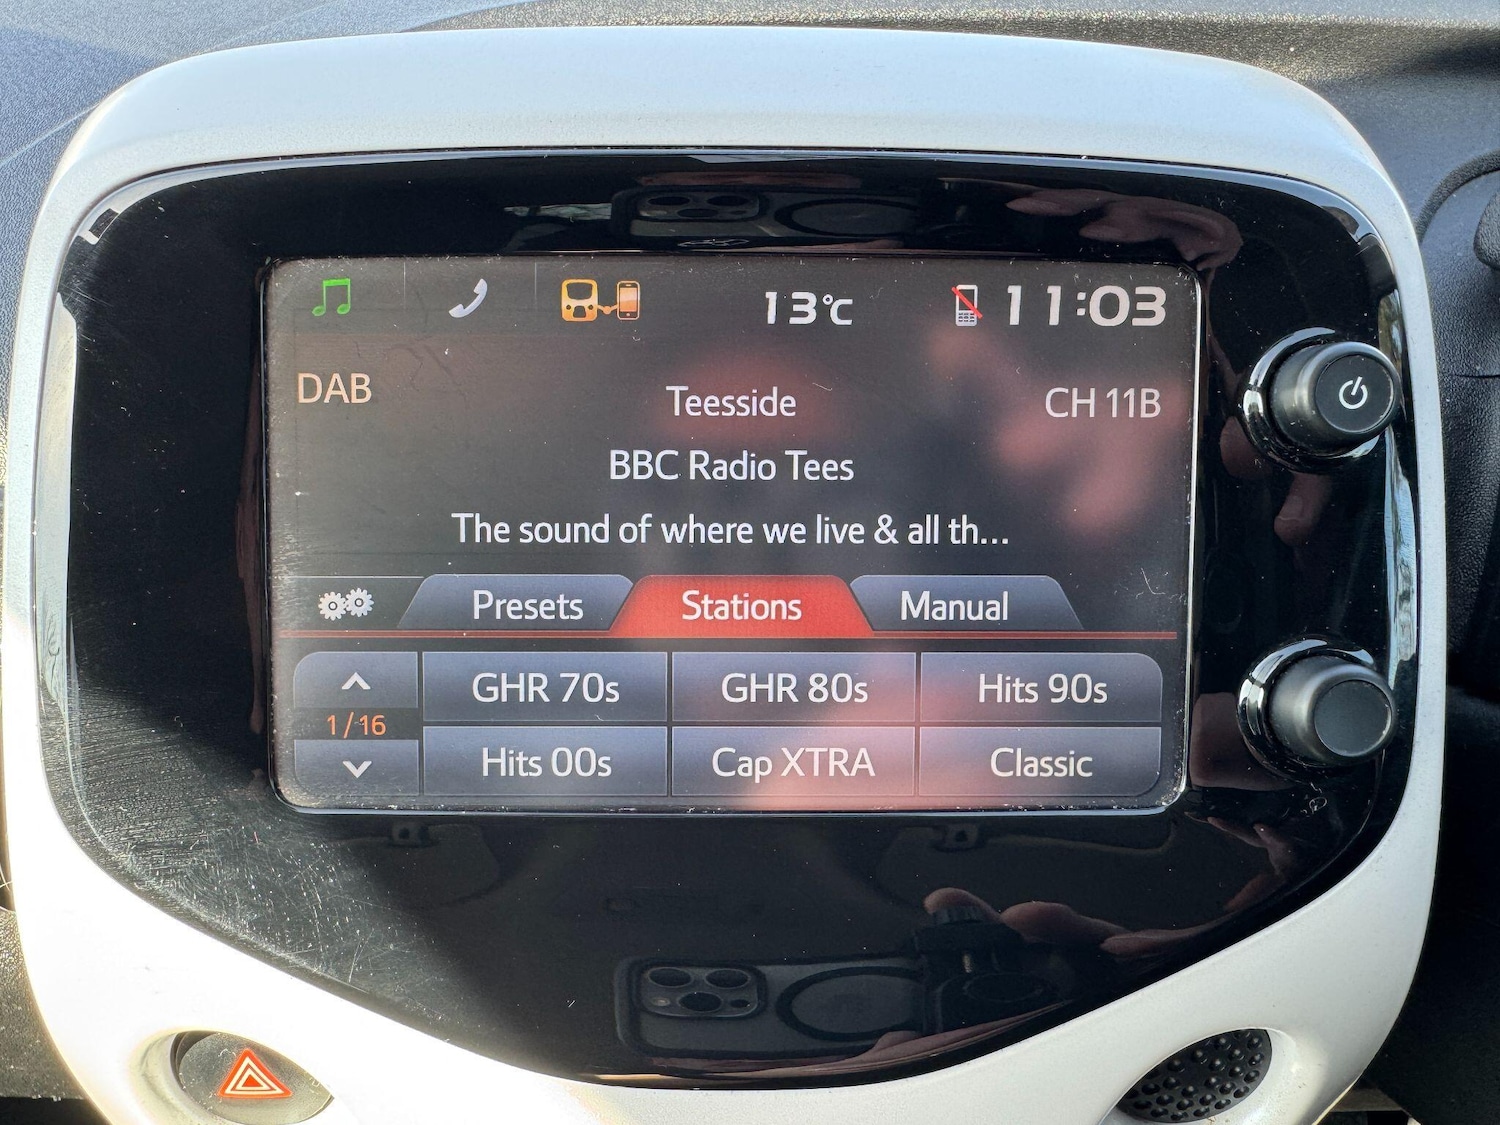 13°C 11:03
DAB Teesside CH 11B
BBC Radio Tees
The sound of where we live & all th...
Presets Stations Manual
GHR 70s GHR 80s Hits 90s
1/16
Hits 00s Cap XTRA Classic